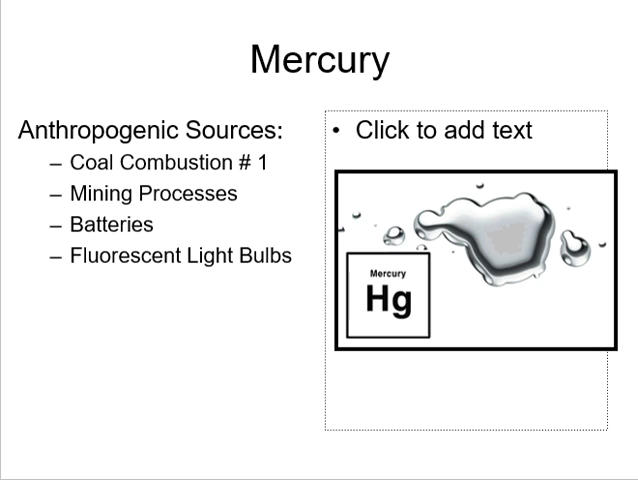 Mercury
Anthropogenic Sources:
– Coal Combustion # 1
– Mining Processes
– Batteries
– Fluorescent Light Bulbs
• Click to add text
Mercury
Hg